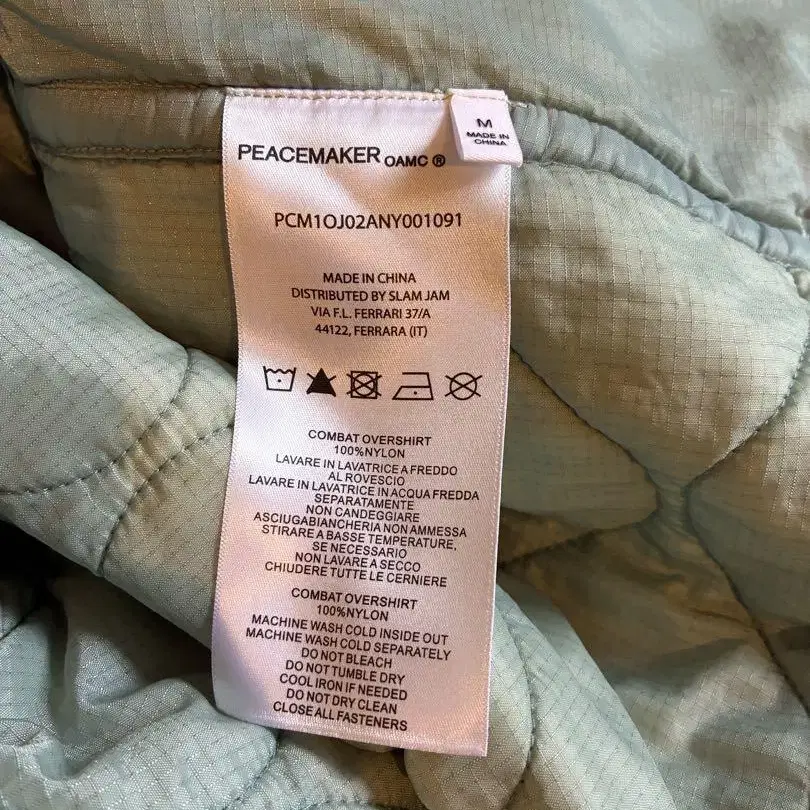 M
MADE IN
CHINA
PEACEMAKER OAMC ®
PCM1OJ02ANY001091
MADE IN CHINA
DISTRIBUTED BY SLAM JAM
VIA F.L. FERRARI 37/A
44122, FERRARA (IT)
COMBAT OVERSHIRT
100%NYLON
LAVARE IN LAVATRICE A FREDDO
AL ROVESCIO
LAVARE IN LAVATRICE IN ACQUA FREDDA
SEPARATAMENTE
NON CANDEGGIARE
ASCIUGABIANCHERIA NON AMMESSA
STIRARE A BASSE TEMPERATURE,
SE NECESSARIO
NON LAVARE A SECCO
CHIUDERE TUTTE LE CERNIERE
COMBAT OVERSHIRT
100%NYLON
MACHINE WASH COLD INSIDE OUT
MACHINE WASH COLD SEPARATELY
DO NOT BLEACH
DO NOT TUMBLE DRY
COOL IRON IF NEEDED
DO NOT DRY CLEAN
CLOSE ALL FASTENERS